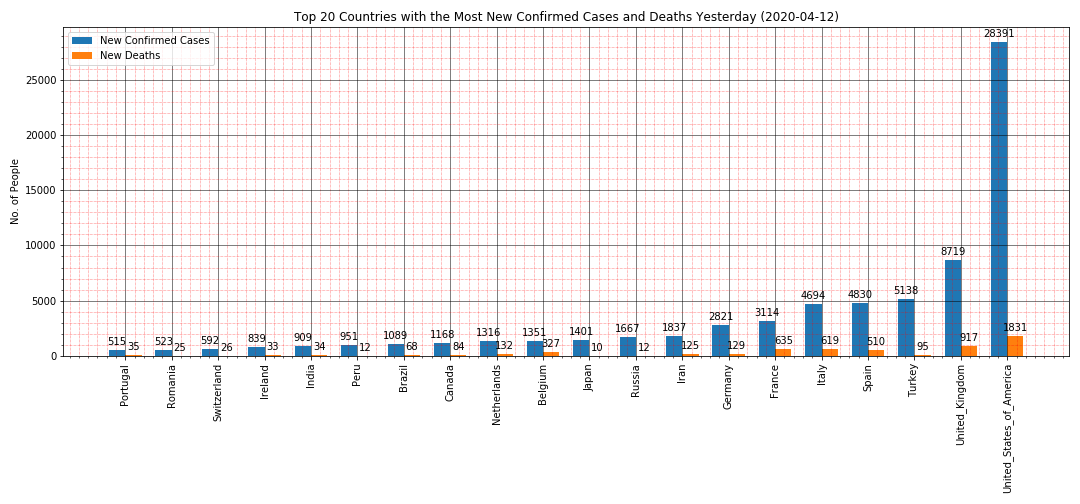 Top 20 Countries with the Most New Confirmed Cases and Deaths Yesterday (2020-04-12)
New Confirmed Cases
New Deaths
No. of People
25000
20000
15000
10000
5000
0
515 35
523 25
592 26
839 33
909 34
951 12
1089 68
1168 84
1316 132
1351 327
1401 10
1667 12
1837 125
2821 129
3114 635
4694 619
4830 510
5138 95
8719 917
28391 1831
Portugal
Romania
Switzerland
Ireland
India
Peru
Brazil
Canada
Netherlands
Belgium
Japan
Russia
Iran
Germany
France
Italy
Spain
Turkey
United_Kingdom
United_States_of_America